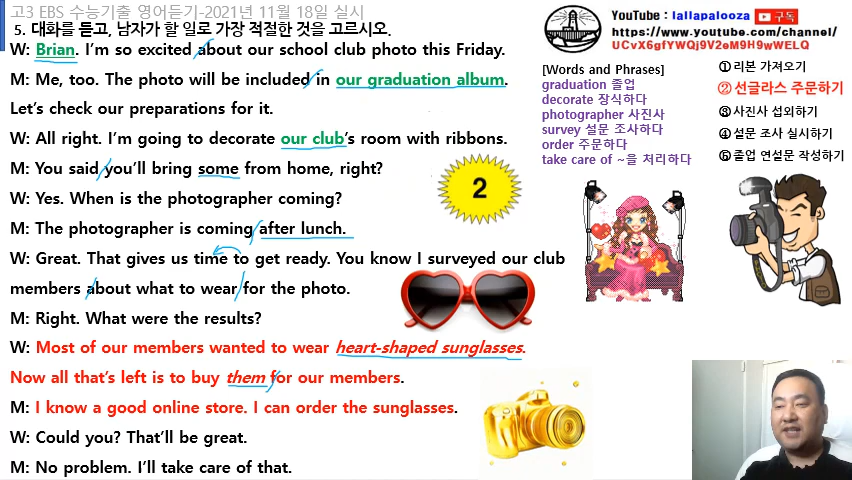 고3 EBS 수능기출 영어듣기-2021년 11월 18일 실시
5. 대화를 듣고, 남자가 할 일로 가장 적절한 것을 고르시오.
W: Brian. I'm so excited about our school club photo this Friday.
M: Me, too. The photo will be included in our graduation album.
Let's check our preparations for it.
W: All right. I'm going to decorate our club's room with ribbons.
M: You said you'll bring some from home, right?
W: Yes. When is the photographer coming?
M: The photographer is coming after lunch.
W: Great. That gives us time to get ready. You know I surveyed our club
members about what to wear for the photo.
M: Right. What were the results?
W: Most of our members wanted to wear heart-shaped sunglasses.
Now all that's left is to buy them for our members.
M: I know a good online store. I can order the sunglasses.
W: Could you? That'll be great.
M: No problem. I'll take care of that.
2
[Words and Phrases]
graduation 졸업
decorate 장식하다
photographer 사진사
survey 설문 조사하다
order 주문하다
take care of ~을 처리하다
YouTube : lallapalooza 구독
https://www.youtube.com/channel/
UCvX6gfYWQj9V2eM9H9wWELQ
① 리본 가져오기
② 선글라스 주문하기
③ 사진사 섭외하기
④ 설문 조사 실시하기
⑤ 졸업 연설문 작성하기